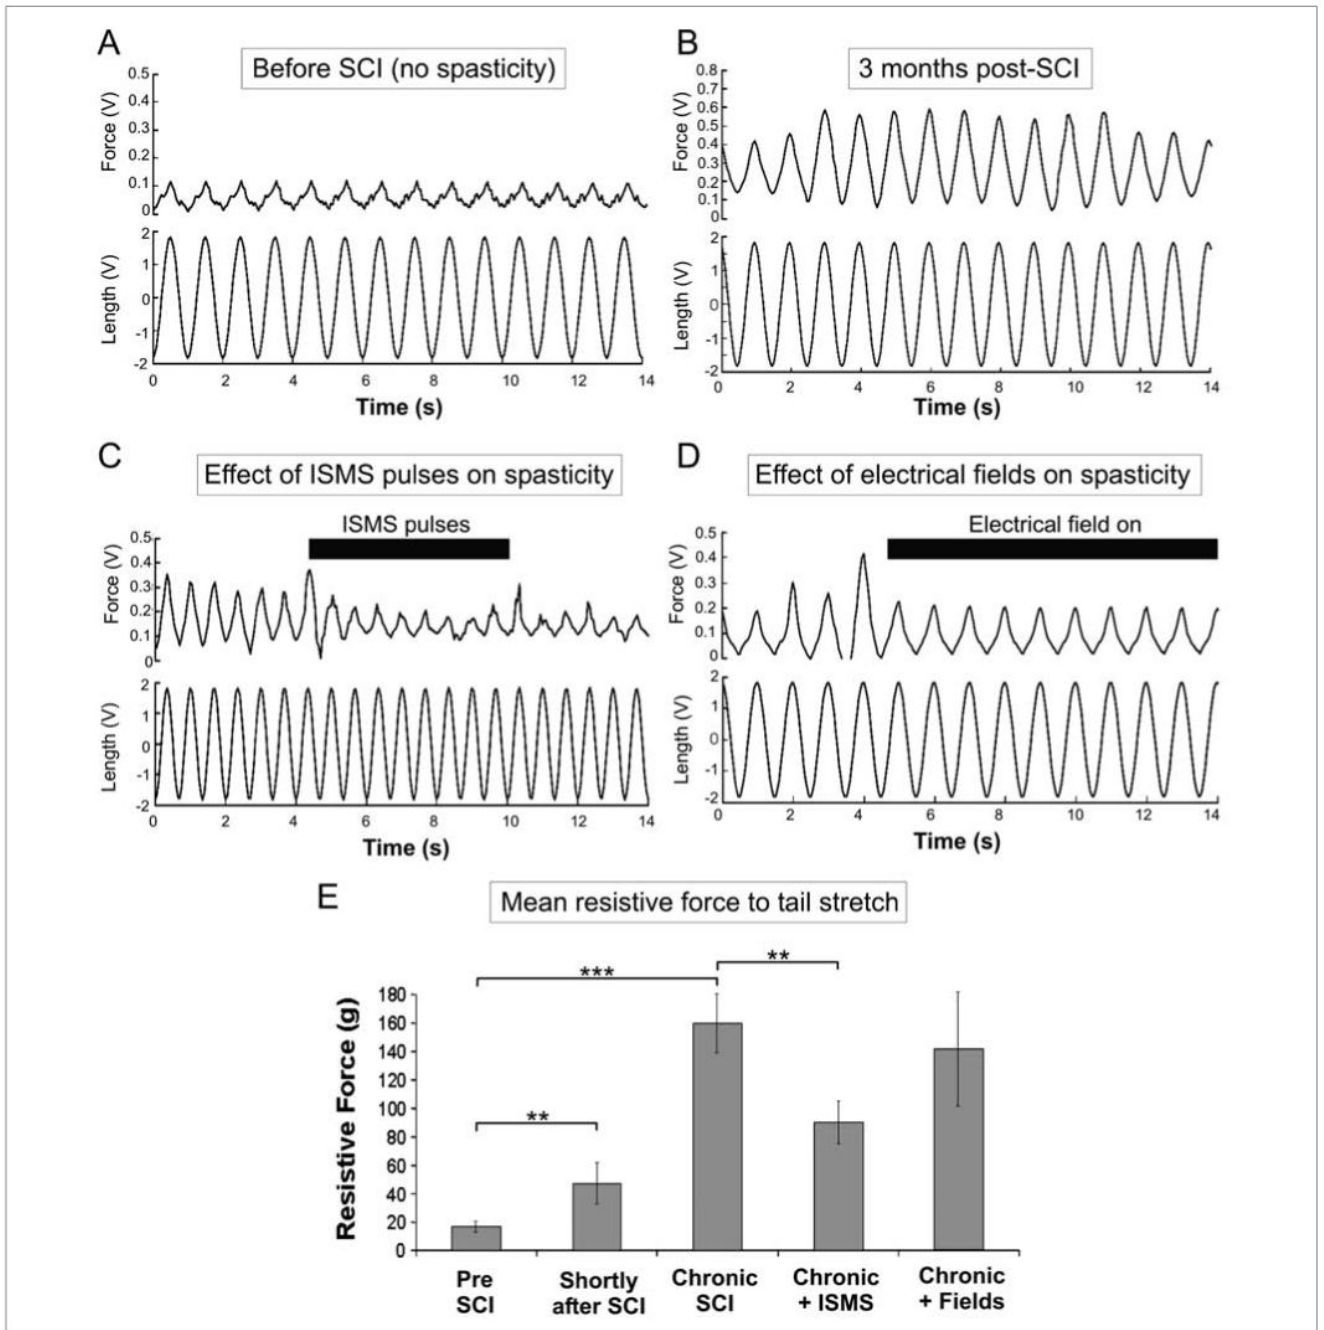 A
Before SCI (no spasticity)
Force (V)
0.5
0.4
0.3
0.2
0.1
0
Length (V)
2
1
0
-1
-2
0 2 4 6 8 10 12 14
Time (s)
B
3 months post-SCI
Force (V)
0.8
0.7
0.6
0.5
0.4
0.3
0.2
0.1
0
Length (V)
2
1
0
-1
-2
0 2 4 6 8 10 12 14
Time (s)
C
Effect of ISMS pulses on spasticity
ISMS pulses
Force (V)
0.5
0.4
0.3
0.2
0.1
0
Length (V)
2
1
0
-1
-2
0 2 4 6 8 10 12 14
Time (s)
D
Effect of electrical fields on spasticity
Electrical field on
Force (V)
0.5
0.4
0.3
0.2
0.1
0
Length (V)
2
1
0
-1
-2
0 2 4 6 8 10 12 14
Time (s)
E
Mean resistive force to tail stretch
**
***
**
Resistive Force (g)
180
160
140
120
100
80
60
40
20
0
Pre
SCI
Shortly
after SCI
Chronic
SCI
Chronic
+ ISMS
Chronic
+ Fields